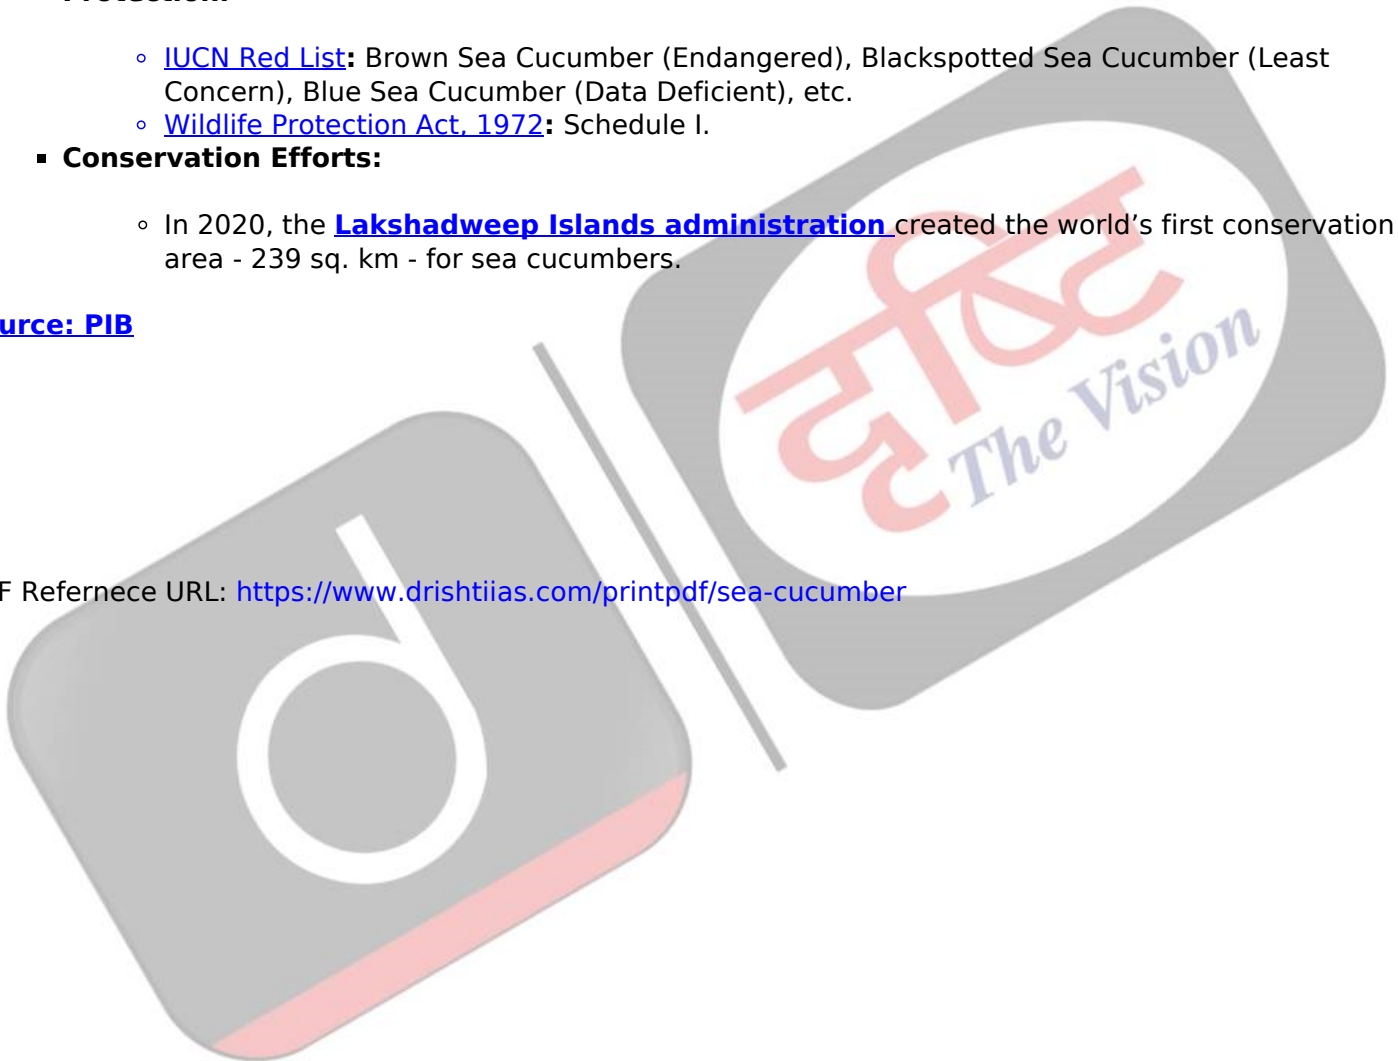 Protection:
IUCN Red List: Brown Sea Cucumber (Endangered), Blackspotted Sea Cucumber (Least
Concern), Blue Sea Cucumber (Data Deficient), etc.
Wildlife Protection Act, 1972: Schedule I.
Conservation Efforts:
In 2020, the Lakshadweep Islands administration created the world’s first conservation
area - 239 sq. km - for sea cucumbers.
urce: PIB
दृष्टि
The Vision
F Refernece URL: https://www.drishtiias.com/printpdf/sea-cucumber
d